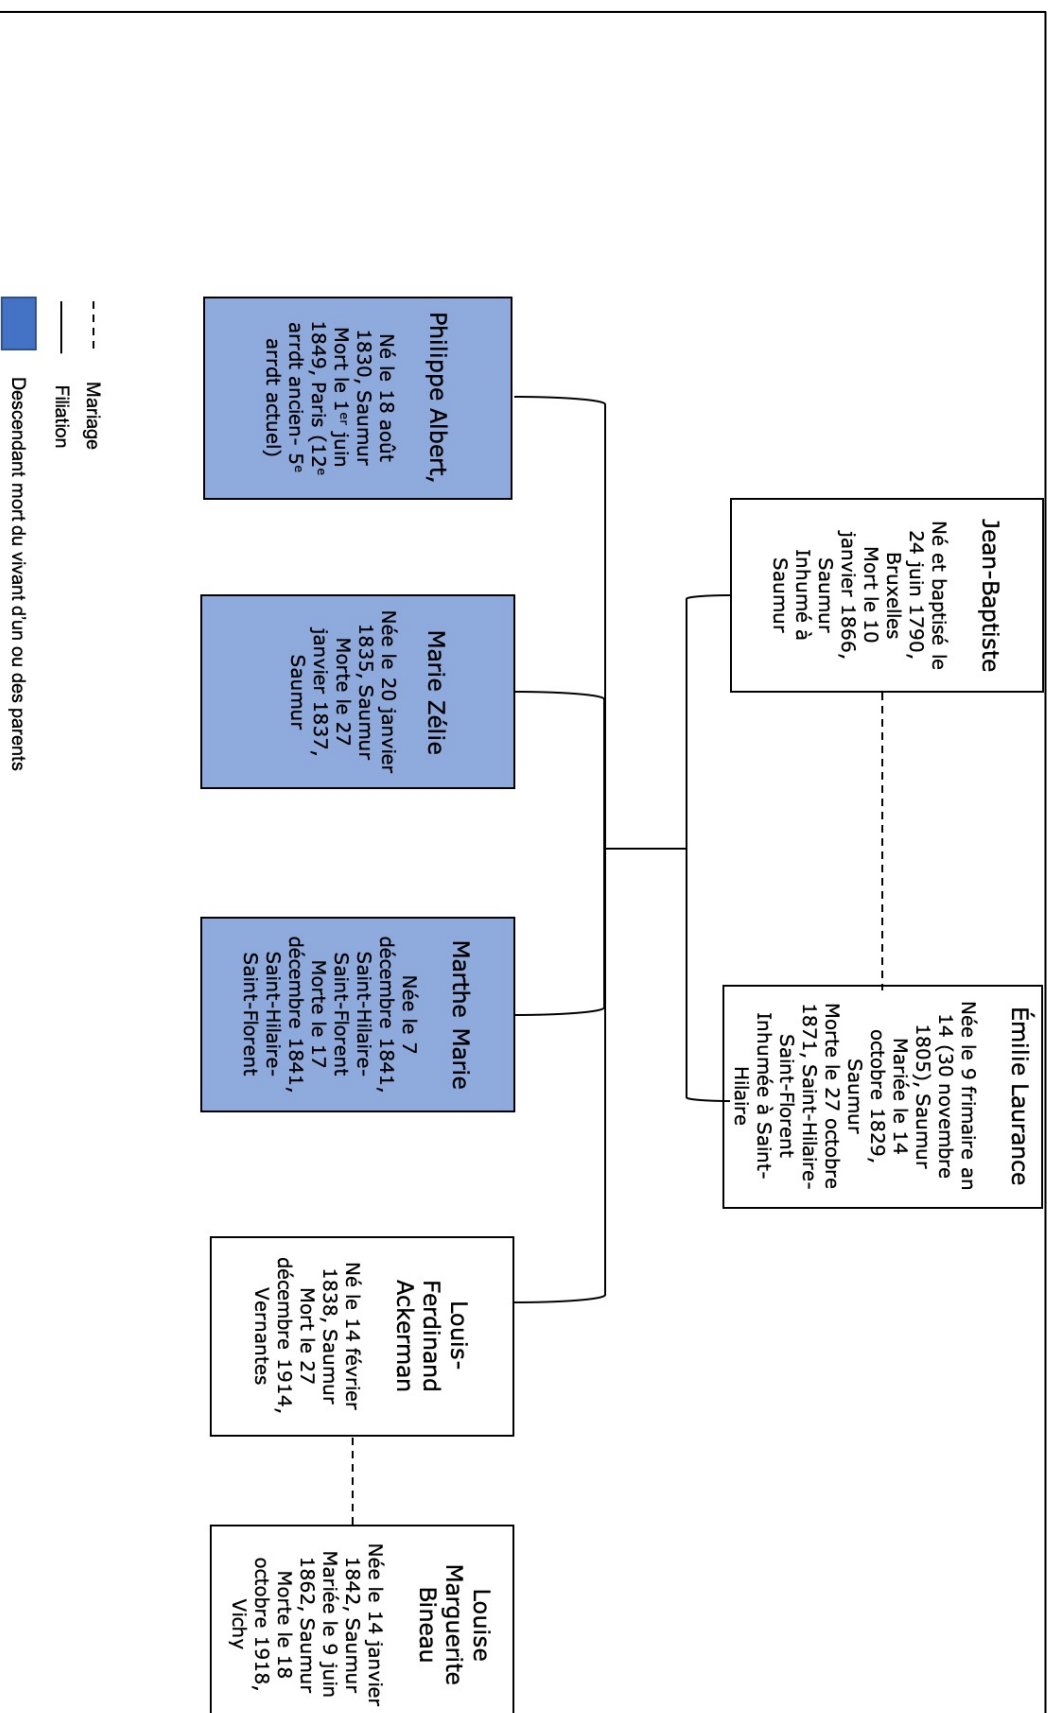 Jean-Baptiste
Né et baptisé le
24 juin 1790,
Bruxelles
Mort le 10
janvier 1866,
Saumur
Inhumé à
Saumur
Émilie Laurance
Née le 9 frimaire an
14 (30 novembre
1805), Saumur
Mariée le 14
octobre 1829,
Saumur
Morte le 27 octobre
1871, Saint-Hilaire-
Saint-Florent
Inhumée à Saint-
Hilaire
Philippe Albert,
Né le 18 août
1830, Saumur
Mort le 1er juin
1849, Paris (12e
arrdt ancien- 5e
arrdt actuel)
Marie Zélie
Née le 20 janvier
1835, Saumur
Morte le 27
janvier 1837,
Saumur
Marthe Marie
Née le 7
décembre 1841,
Saint-Hilaire-
Saint-Florent
Morte le 17
décembre 1841,
Saint-Hilaire-
Saint-Florent
Louis-
Ferdinand
Ackerman
Né le 14 février
1838, Saumur
Mort le 27
décembre 1914,
Vernantes
Louise
Marguerite
Bineau
Née le 14 janvier
1842, Saumur
Mariée le 9 juin
1862, Saumur
Morte le 18
octobre 1918,
Vichy
Mariage
Filiation
Descendant mort du vivant d'un ou des parents